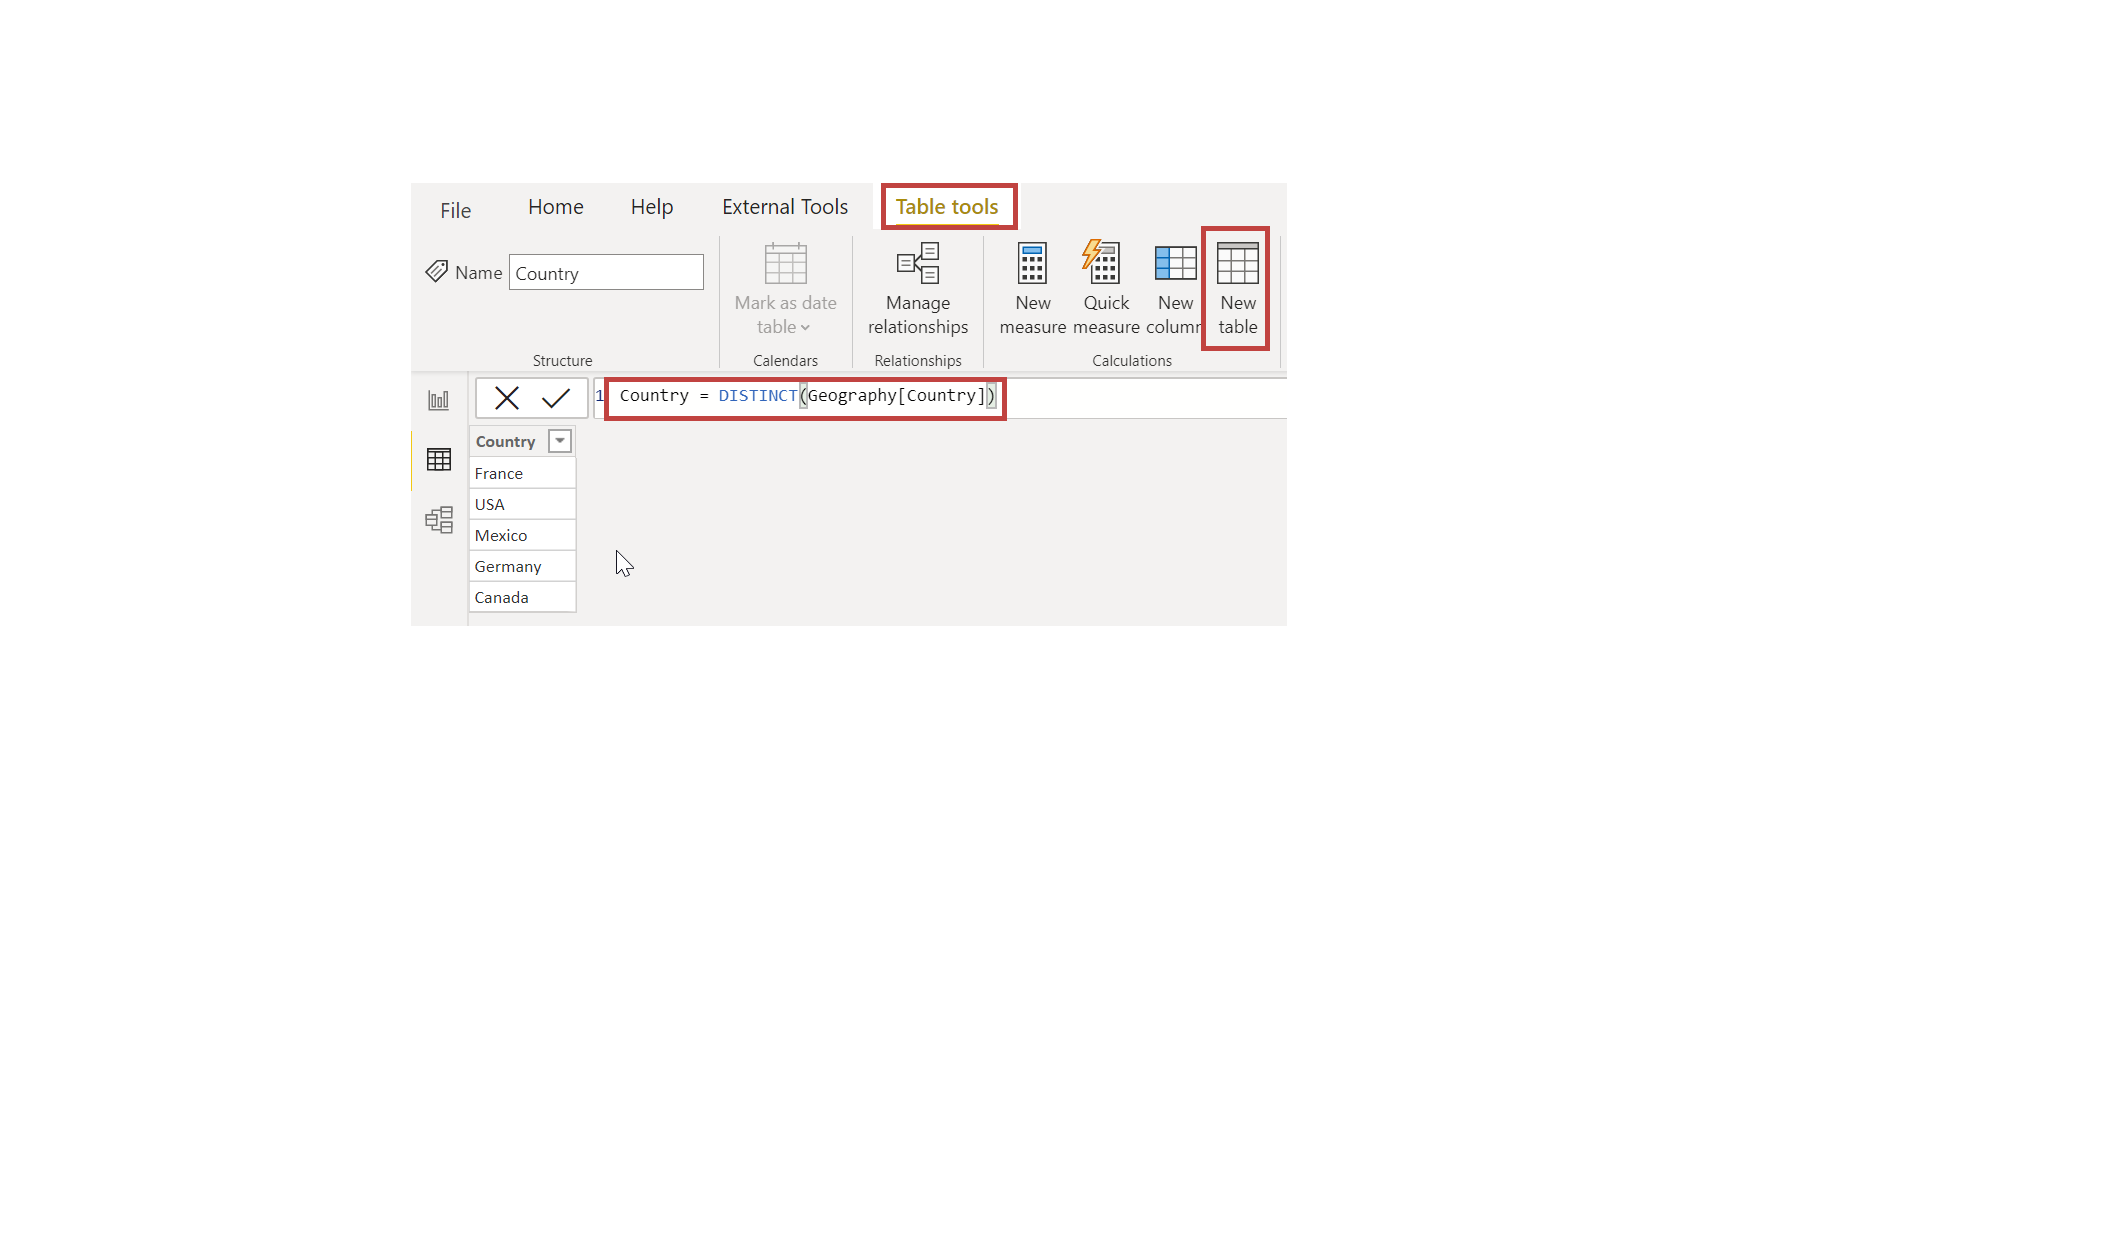 File Home Help External Tools Table tools
Name Country
Mark as date
table
Manage
relationships
New
measure
Quick
measure
New
column
New
table
Structure Calendars Relationships Calculations
1 Country = DISTINCT(Geography[Country])
Country
France
USA
Mexico
Germany
Canada